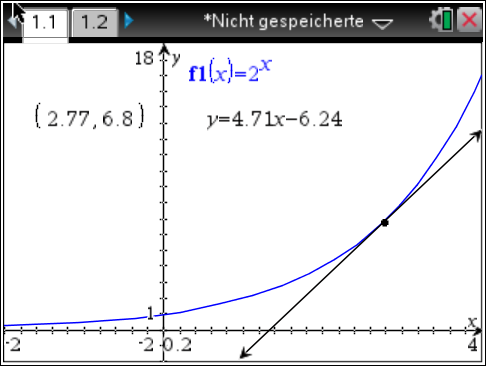 1.1 1.2 *Nicht gespeicherte
18 y f1(x)=2^x
(2.77,6.8) y=4.71x−6.24
1
x
-2 -2 0.2 4